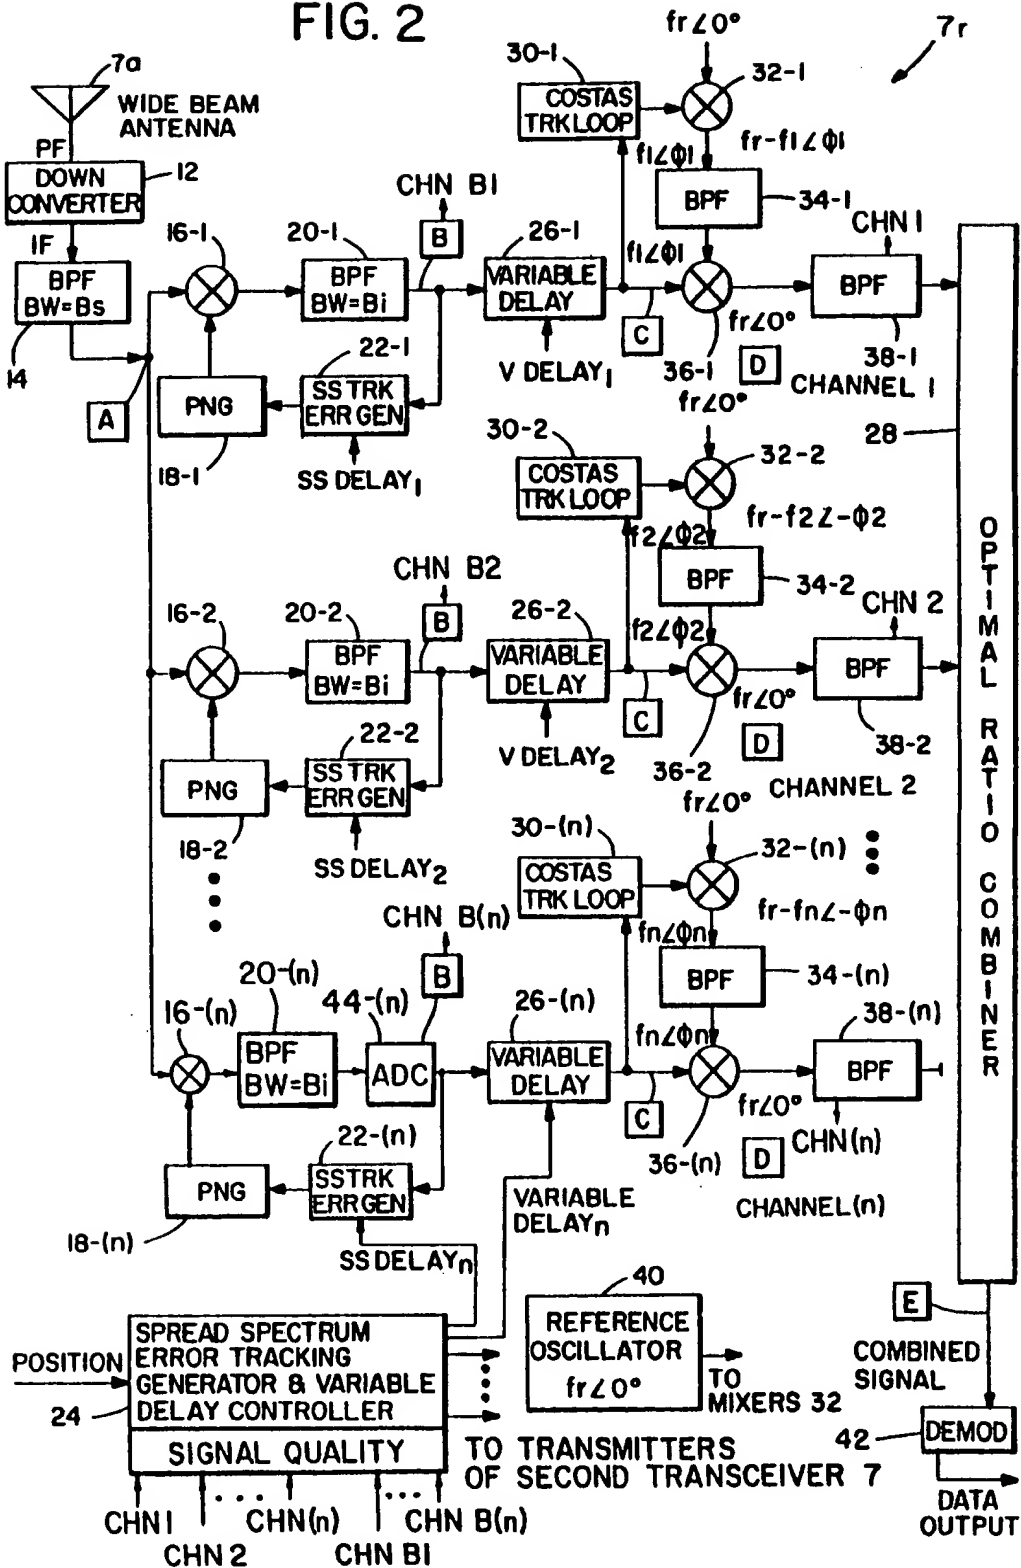 FIG. 2
fr∠0°
7r
30-1
32-1
7a
WIDE BEAM
ANTENNA
COSTAS
TRK LOOP
PF
fr-f1∠Φ1
DOWN
CONVERTER
12
f1∠Φ1
BPF
34-1
CHN B1
B
CHN 1
IF
16-1
20-1
26-1
BPF
BW=Bs
14
BPF
BW=Bi
VARIABLE
DELAY
f1∠Φ1
BPF
C
fr∠0°
D
36-1
38-1
CHANNEL 1
22-1
V DELAY1
A
PNG
SS TRK
ERR GEN
18-1
SS DELAY1
fr∠0°
28
30-2
32-2
COSTAS
TRK LOOP
fr-f2∠-Φ2
f2∠Φ2
BPF
34-2
OPTIMAL RATIO COMBINER
CHN B2
B
CHN 2
16-2
20-2
26-2
BPF
BW=Bi
VARIABLE
DELAY
f2∠Φ2
BPF
C
fr∠0°
D
36-2
38-2
CHANNEL 2
22-2
V DELAY2
PNG
SS TRK
ERR GEN
18-2
SS DELAY2
fr∠0°
30-(n)
32-(n)
COSTAS
TRK LOOP
fr-fn∠-Φn
fn∠Φn
BPF
34-(n)
CHN B(n)
B
16-(n)
20-(n)
44-(n)
26-(n)
38-(n)
BPF
BW=Bi
ADC
VARIABLE
DELAY
fn∠Φn
BPF
C
fr∠0°
D
CHN(n)
36-(n)
CHANNEL(n)
22-(n)
PNG
SS TRK
ERR GEN
18-(n)
SS DELAYn
VARIABLE
DELAYn
40
REFERENCE
OSCILLATOR
fr∠0°
TO
MIXERS 32
E
COMBINED
SIGNAL
POSITION
24
SPREAD SPECTRUM
ERROR TRACKING
GENERATOR & VARIABLE
DELAY CONTROLLER
SIGNAL QUALITY
TO TRANSMITTERS
OF SECOND TRANSCEIVER 7
42
DEMOD
DATA
OUTPUT
CHN 1
CHN 2
CHN(n)
CHN B1
CHN B(n)